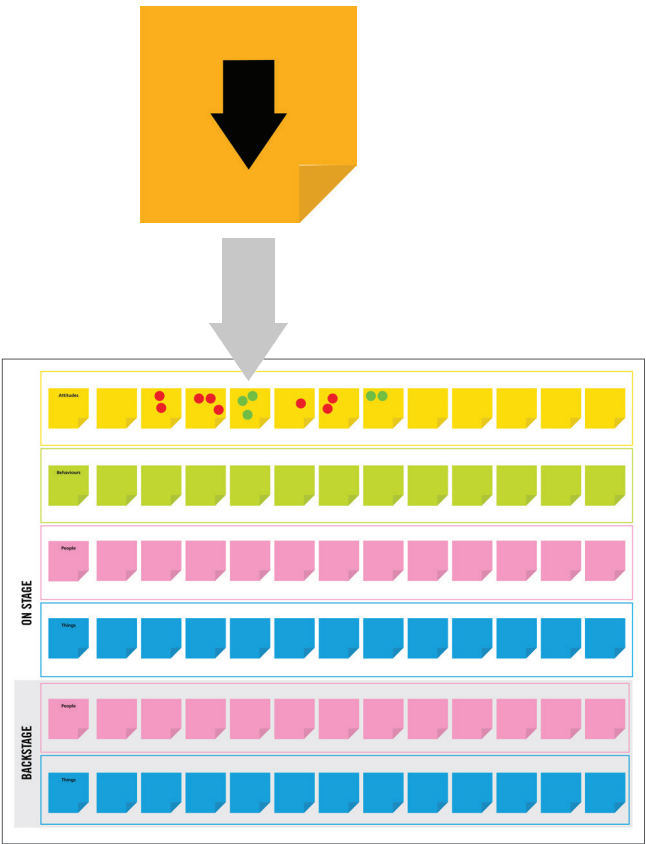 Attitudes
Behaviours
People
Things
ON STAGE
People
Things
BACKSTAGE